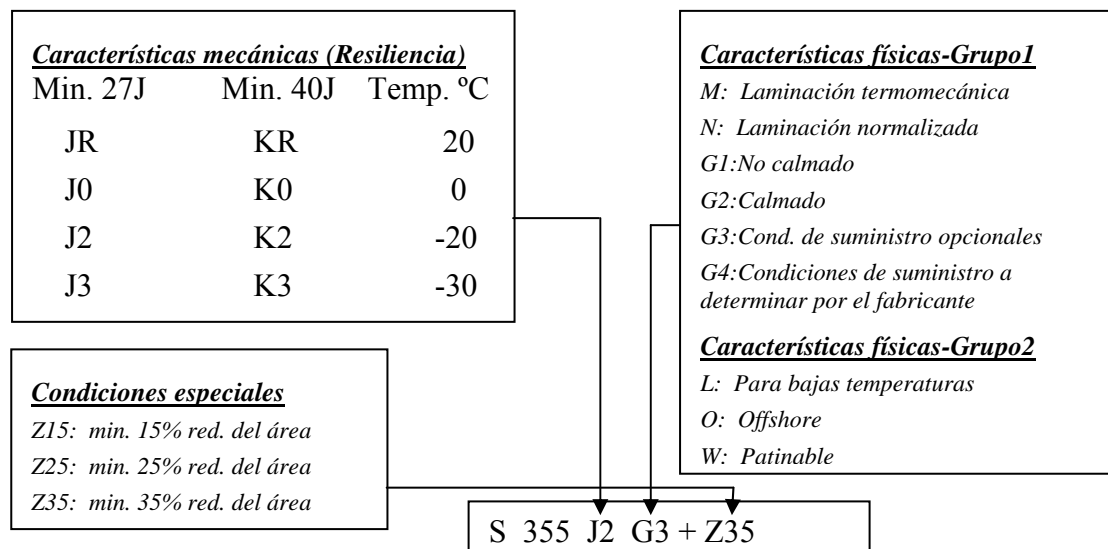 Características mecánicas (Resiliencia)
Min. 27J Min. 40J Temp. ºC
JR KR 20
J0 K0 0
J2 K2 -20
J3 K3 -30
Condiciones especiales
Z15: min. 15% red. del área
Z25: min. 25% red. del área
Z35: min. 35% red. del área
Características físicas-Grupo1
M: Laminación termomecánica
N: Laminación normalizada
G1:No calmado
G2:Calmado
G3:Cond. de suministro opcionales
G4:Condiciones de suministro a
determinar por el fabricante
Características físicas-Grupo2
L: Para bajas temperaturas
O: Offshore
W: Patinable
S 355 J2 G3 + Z35